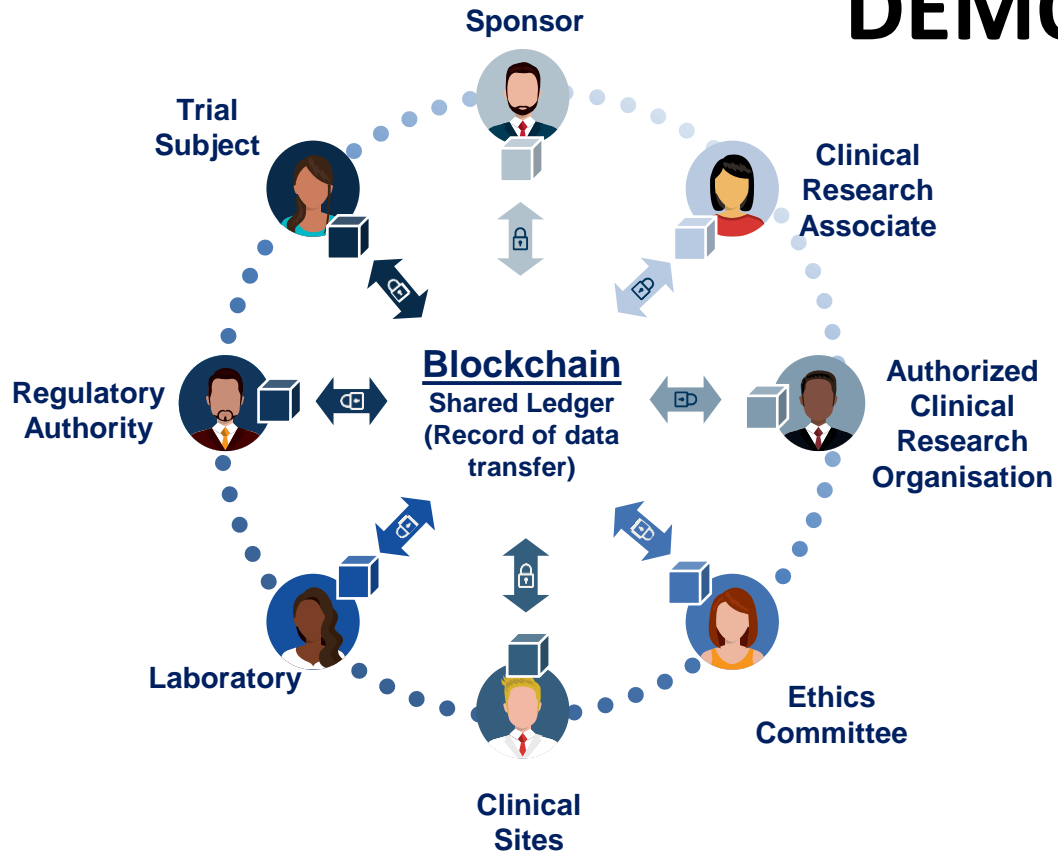 DEMO
Sponsor
Trial
Subject
Clinical
Research
Associate
Blockchain
Shared Ledger
(Record of data
transfer)
Regulatory
Authority
Authorized
Clinical
Research
Organisation
Laboratory
Ethics
Committee
Clinical
Sites